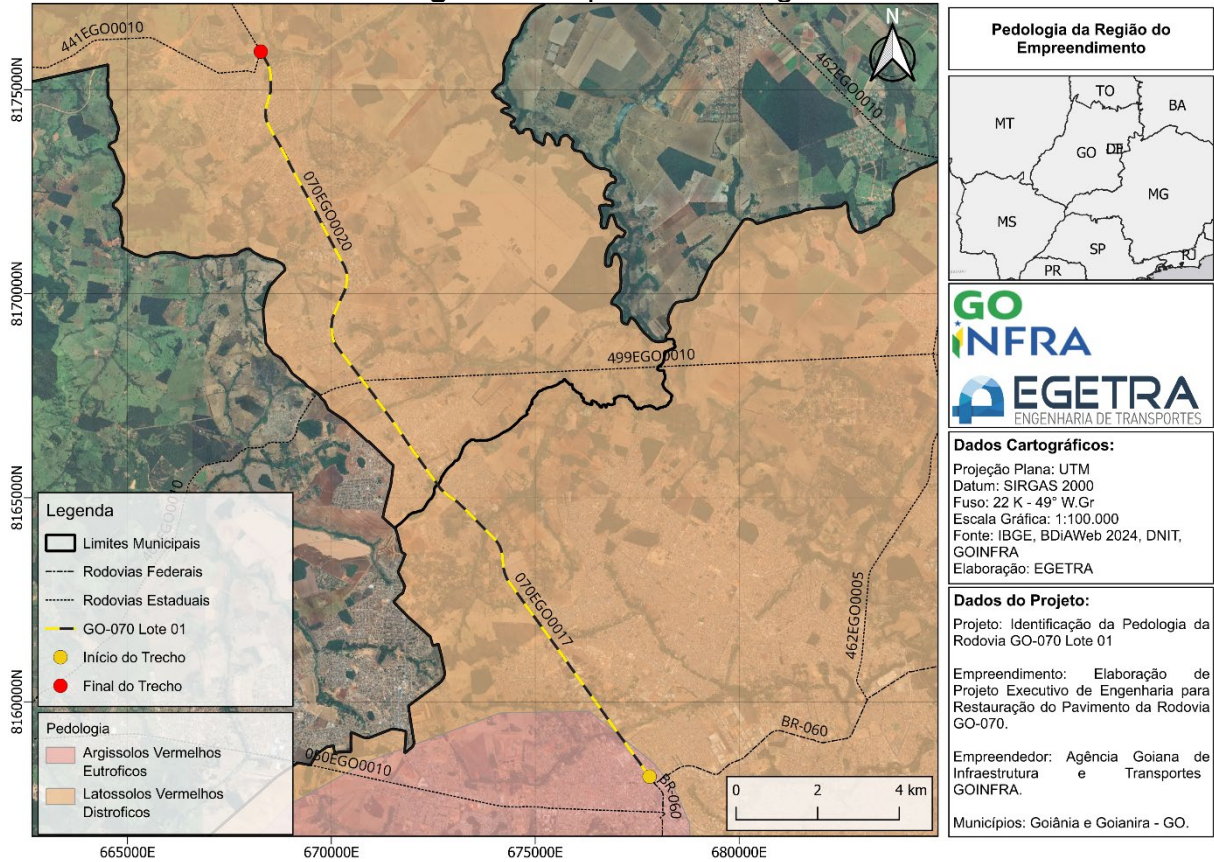 441EGO0010
462EGO0010
N
8175000N
070EGO0020
8170000N
499EGO0010
8165000N
070EGO0017
462EGO0005
8160000N
BR-060
BR-060
060EGO0010
665000E
670000E
675000E
680000E
0 2 4 km
Legenda
Limites Municipais
Rodovias Federais
Rodovias Estaduais
GO-070 Lote 01
Início do Trecho
Final do Trecho
Pedologia
Argissolos Vermelhos
Eutroficos
Latossolos Vermelhos
Distroficos
Pedologia da Região do
Empreendimento
TO
BA
MT
GO
DF
MG
MS
SP
RJ
PR
GO
INFRA
EGETRA
ENGENHARIA DE TRANSPORTES
Dados Cartográficos:
Projeção Plana: UTM
Datum: SIRGAS 2000
Fuso: 22 K - 49° W.Gr
Escala Gráfica: 1:100.000
Fonte: IBGE, BDiAWeb 2024, DNIT,
GOINFRA
Elaboração: EGETRA
Dados do Projeto:
Projeto: Identificação da Pedologia da
Rodovia GO-070 Lote 01
Empreendimento: Elaboração de
Projeto Executivo de Engenharia para
Restauração do Pavimento da Rodovia
GO-070.
Empreendedor: Agência Goiana de
Infraestrutura e Transportes
GOINFRA.
Municípios: Goiânia e Goianira - GO.